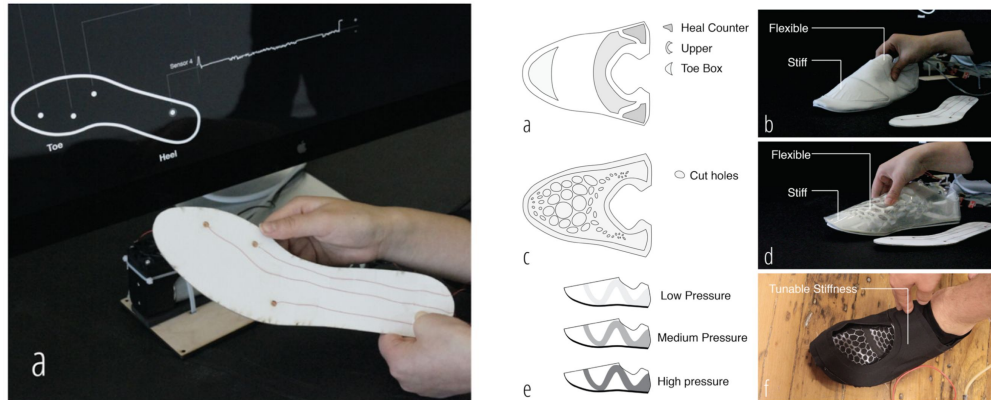 Sensor 4
Toe
Heel
a
Heal Counter
Upper
Toe Box
a
Cut holes
c
Low Pressure
Medium Pressure
High pressure
e
Flexible
Stiff
b
Flexible
Stiff
d
Tunable Stiffness
f